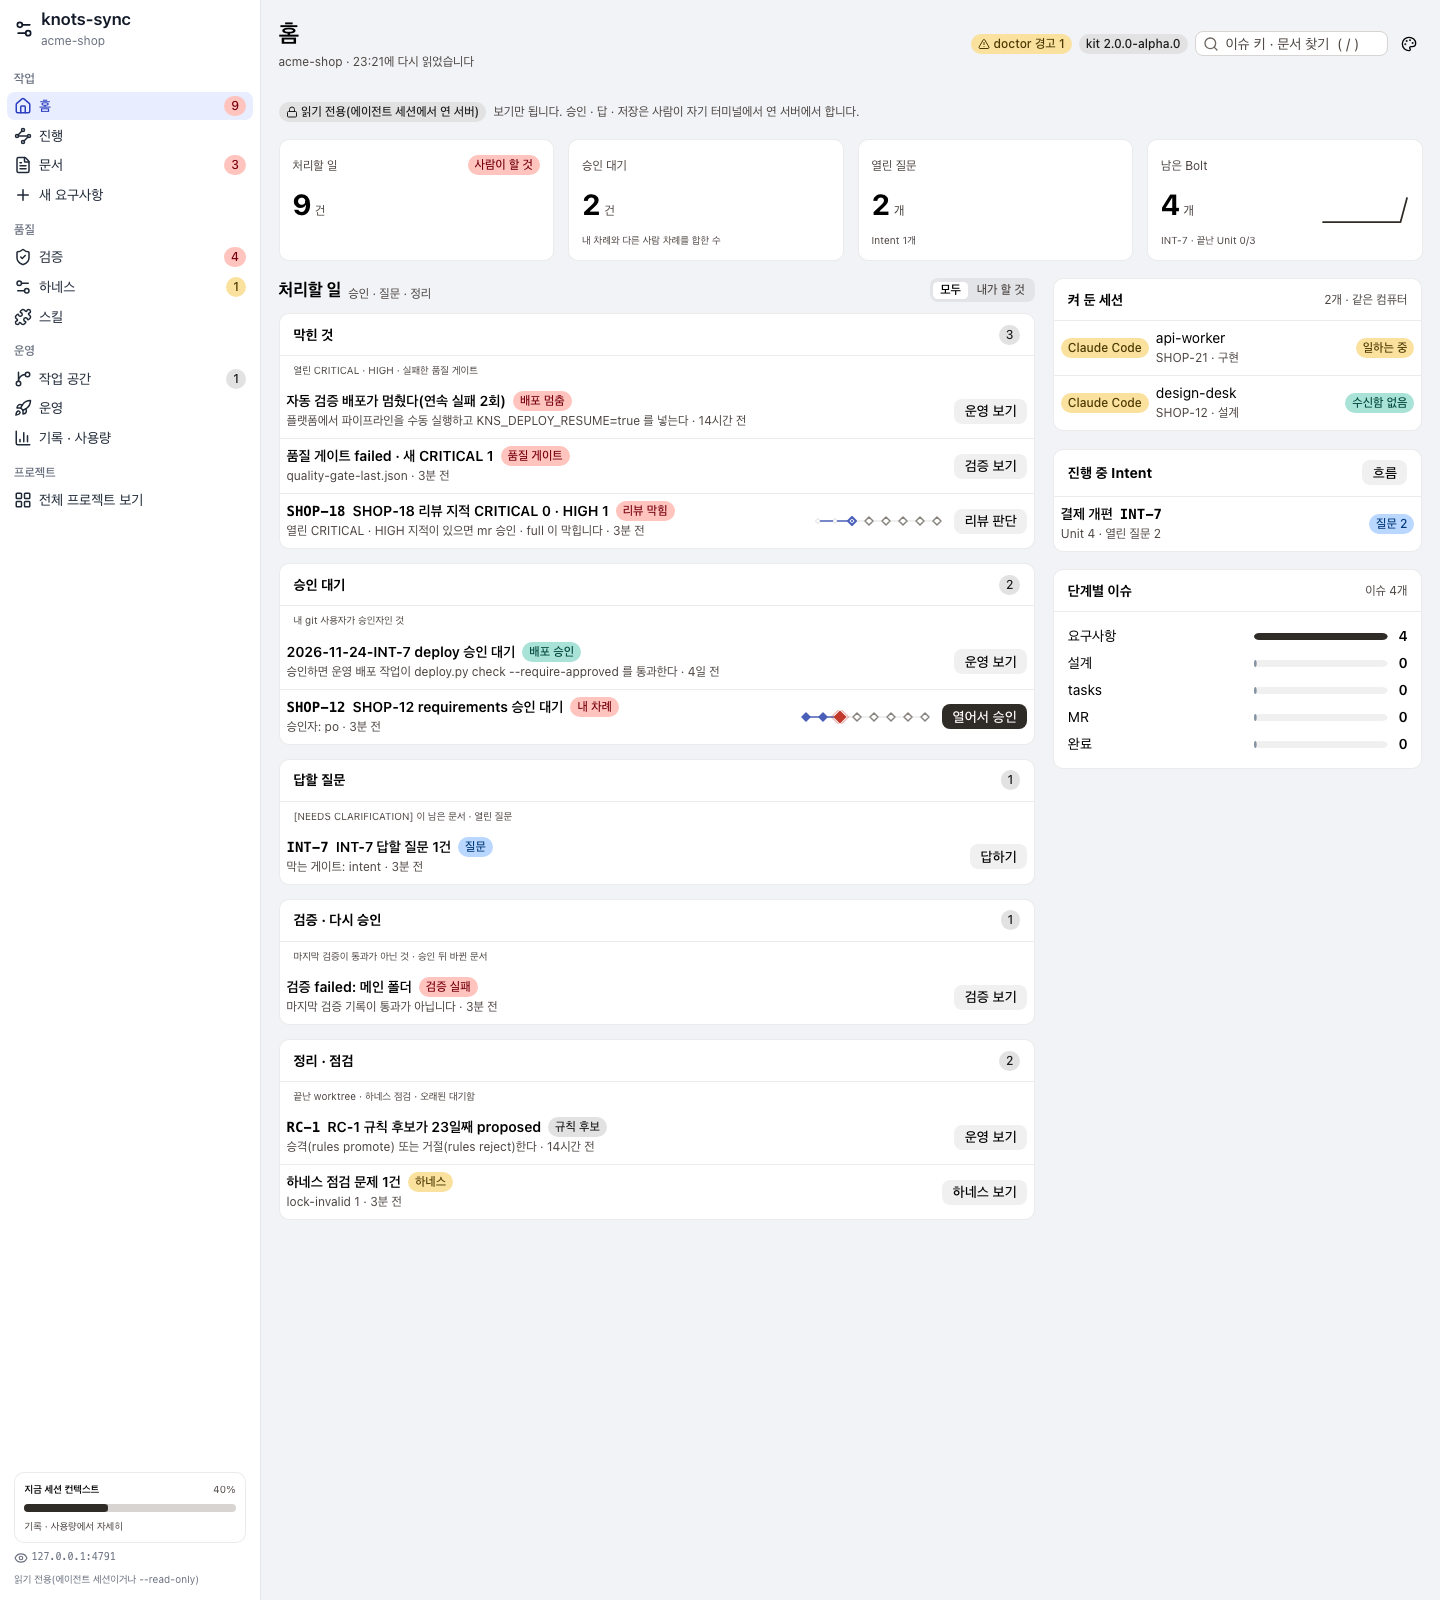 knots-sync
acme-shop
작업
홈 9
진행
문서 3
새 요구사항
품질
검증 4
하네스 1
스킬
운영
작업 공간 1
운영
기록 · 사용량
프로젝트
전체 프로젝트 보기
지금 세션 컨텍스트 40%
기록 · 사용량에서 자세히
127.0.0.1:4791
읽기 전용(에이전트 세션이거나 --read-only)
홈
acme-shop · 23:21에 다시 읽었습니다
doctor 경고 1
kit 2.0.0-alpha.0
이슈 키 · 문서 찾기 ( / )
읽기 전용(에이전트 세션에서 연 서버) 보기만 됩니다. 승인 · 답 · 저장은 사람이 자기 터미널에서 연 서버에서 합니다.
처리할 일 사람이 할 것
9 건
승인 대기
2 건
내 차례와 다른 사람 차례를 합한 수
열린 질문
2 개
Intent 1개
남은 Bolt
4 개
INT-7 · 끝난 Unit 0/3
처리할 일 승인 · 질문 · 정리
모두 내가 할 것
막힌 것 3
열린 CRITICAL · HIGH · 실패한 품질 게이트
자동 검증 배포가 멈췄다(연속 실패 2회) 배포 멈춤
플랫폼에서 파이프라인을 수동 실행하고 KNS_DEPLOY_RESUME=true 를 넣는다 · 14시간 전
운영 보기
품질 게이트 failed · 새 CRITICAL 1 품질 게이트
quality-gate-last.json · 3분 전
검증 보기
SHOP-18 SHOP-18 리뷰 지적 CRITICAL 0 · HIGH 1 리뷰 막힘
열린 CRITICAL · HIGH 지적이 있으면 mr 승인 · full 이 막힙니다 · 3분 전
리뷰 판단
승인 대기 2
내 git 사용자가 승인자인 것
2026-11-24-INT-7 deploy 승인 대기 배포 승인
승인하면 운영 배포 작업이 deploy.py check --require-approved 를 통과한다 · 4일 전
운영 보기
SHOP-12 SHOP-12 requirements 승인 대기 내 차례
승인자: po · 3분 전
열어서 승인
답할 질문 1
[NEEDS CLARIFICATION] 이 남은 문서 · 열린 질문
INT-7 INT-7 답할 질문 1건 질문
막는 게이트: intent · 3분 전
답하기
검증 · 다시 승인 1
마지막 검증이 통과가 아닌 것 · 승인 뒤 바뀐 문서
검증 failed: 메인 폴더 검증 실패
마지막 검증 기록이 통과가 아닙니다 · 3분 전
검증 보기
정리 · 점검 2
끝난 worktree · 하네스 점검 · 오래된 대기함
RC-1 RC-1 규칙 후보가 23일째 proposed 규칙 후보
승격(rules promote) 또는 거절(rules reject)한다 · 14시간 전
운영 보기
하네스 점검 문제 1건 하네스
lock-invalid 1 · 3분 전
하네스 보기
켜 둔 세션 2개 · 같은 컴퓨터
Claude Code api-worker 일하는 중
SHOP-21 · 구현
Claude Code design-desk 수신함 없음
SHOP-12 · 설계
진행 중 Intent 흐름
결제 개편 INT-7 질문 2
Unit 4 · 열린 질문 2
단계별 이슈 이슈 4개
요구사항 4
설계 0
tasks 0
MR 0
완료 0